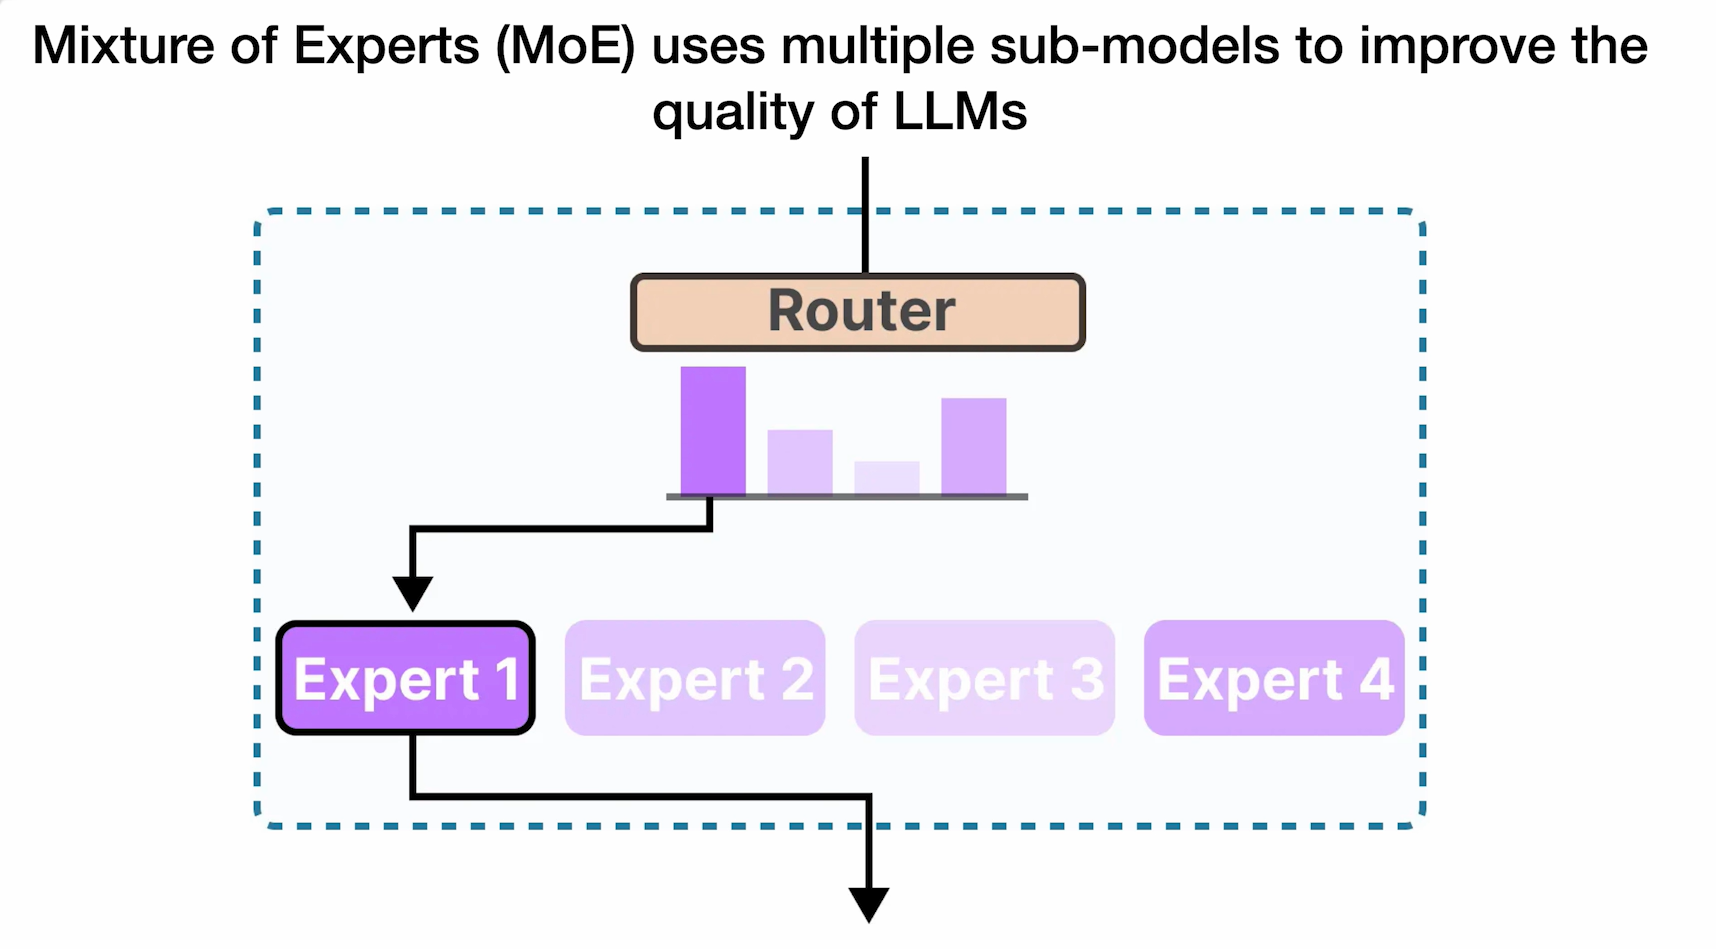 Mixture of Experts (MoE) uses multiple sub-models to improve the
quality of LLMs
Router
Expert 1
Expert 2
Expert 3
Expert 4